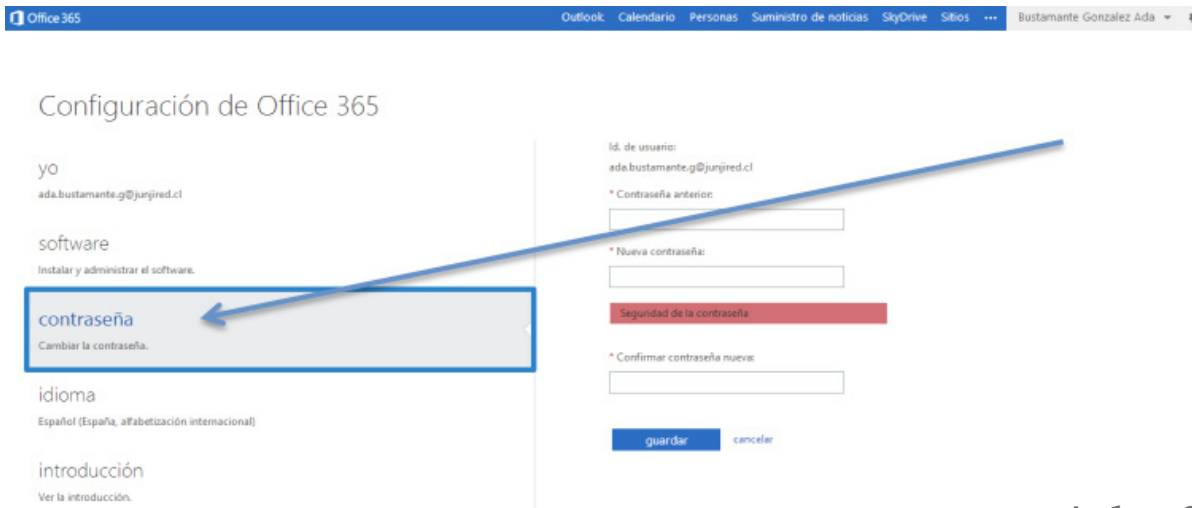 Office 365
Outlook Calendario Personas Suministro de noticias SkyDrive Sitios ••• Bustamante Gonzalez Ada
Configuración de Office 365
yo
ada.bustamante.g@junjired.cl
software
Instalar y administrar el software.
contraseña
Cambiar la contraseña.
idioma
Español (España, alfabetización internacional)
introducción
Ver la introducción.
Id. de usuario:
ada.bustamante.g@junjired.cl
* Contraseña anterior:
* Nueva contraseña:
Seguridad de la contraseña
* Confirmar contraseña nueva:
guardar cancelar